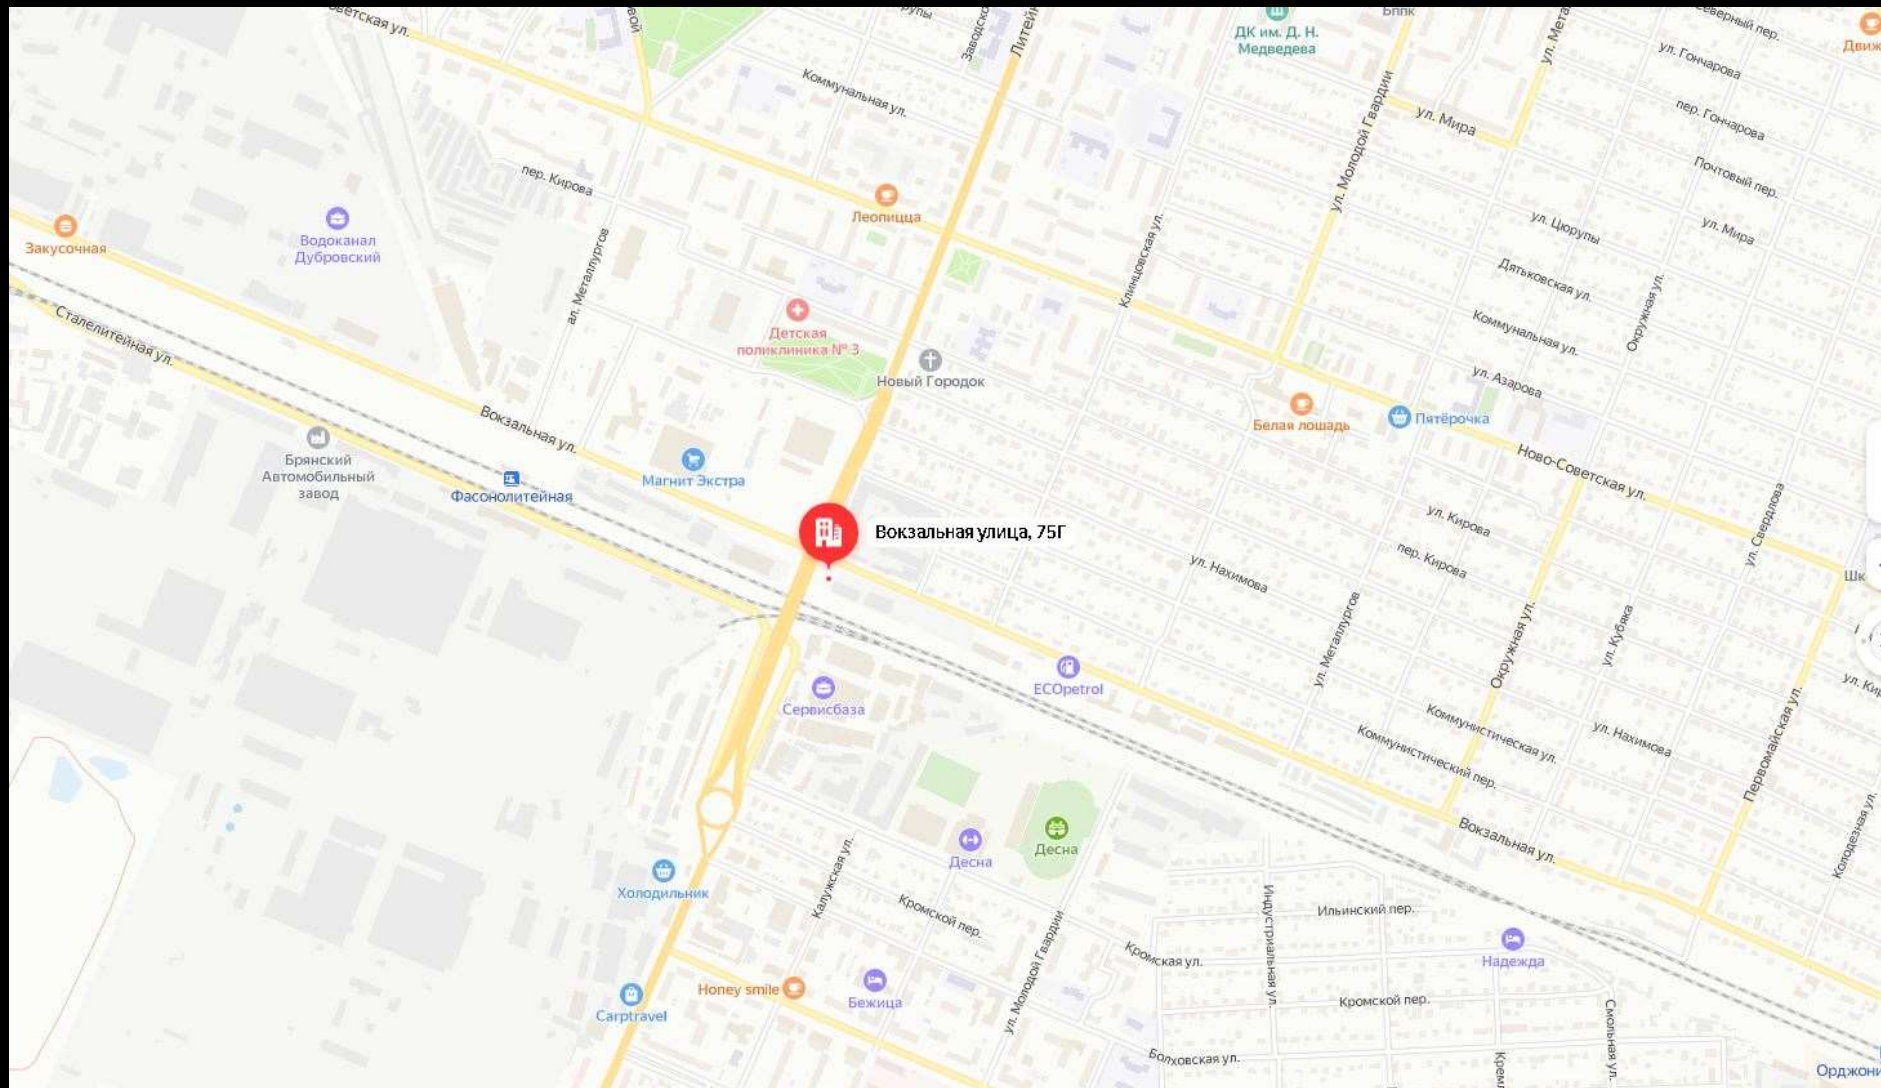 ДК им. Д. Н.
Медведева
Бппк
Северный пер.
ул. Гончарова
Коммунальная ул.
ул. Молодой Гвардии
ул. Мира
пер. Гончарова
Почтовый пер.
пер. Кирова
Леопицца
Закусочная
Водоканал
Дубровский
ал. Металлургов
Клинцовская ул.
ул. Цюрупы
ул. Мира
Дятьковская ул.
Окружная ул.
Сталелитейная ул.
Детская
поликлиника № 3
Новый Городок
Коммунальная ул.
ул. Азарова
Белая лошадь
Пятёрочка
Вокзальная ул.
Брянский
Автомобильный
завод
Фасонолитейная
Магнит Экстра
Ново-Советская ул.
Вокзальная улица, 75Г
ул. Кирова
пер. Кирова
ул. Свердлова
ул. Нахимова
ул. Металлургов
Окружная ул.
ул. Кубяка
ECOpetrol
Сервисбаза
Коммунистическая ул.
Коммунистический пер.
ул. Нахимова
Первомайская ул.
Десна
Десна
Вокзальная ул.
Колодезная ул.
Холодильник
Калужская ул.
Кромской пер.
ул. Молодой Гвардии
Кромская ул.
Индустриальная ул.
Ильинский пер.
Надежда
Honey smile
Бежица
Кромской пер.
Смольная ул.
Carptravel
Болховская ул.